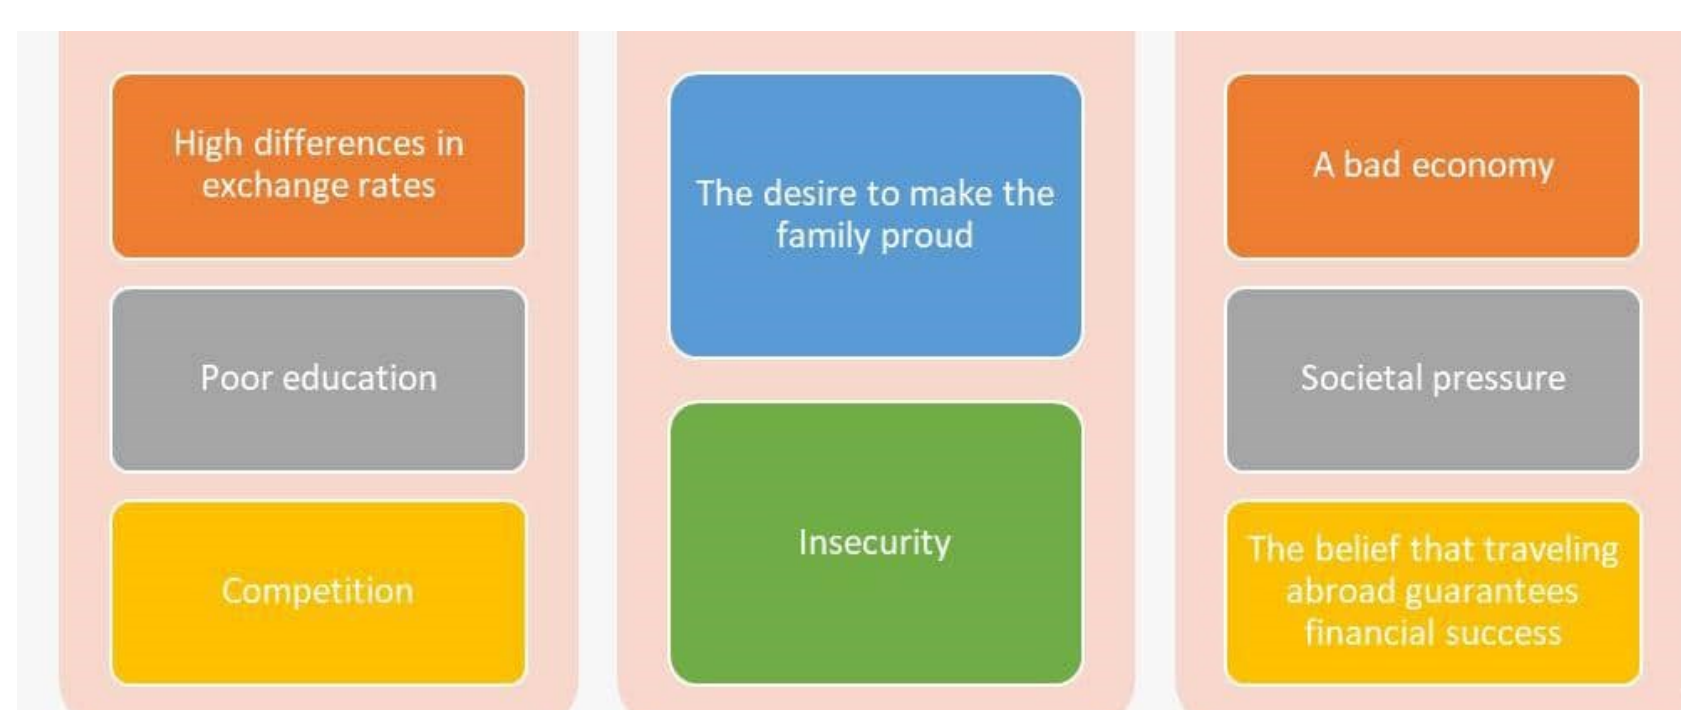 High differences in
exchange rates
Poor education
Competition
The desire to make the
family proud
Insecurity
A bad economy
Societal pressure
The belief that traveling
abroad guarantees
financial success